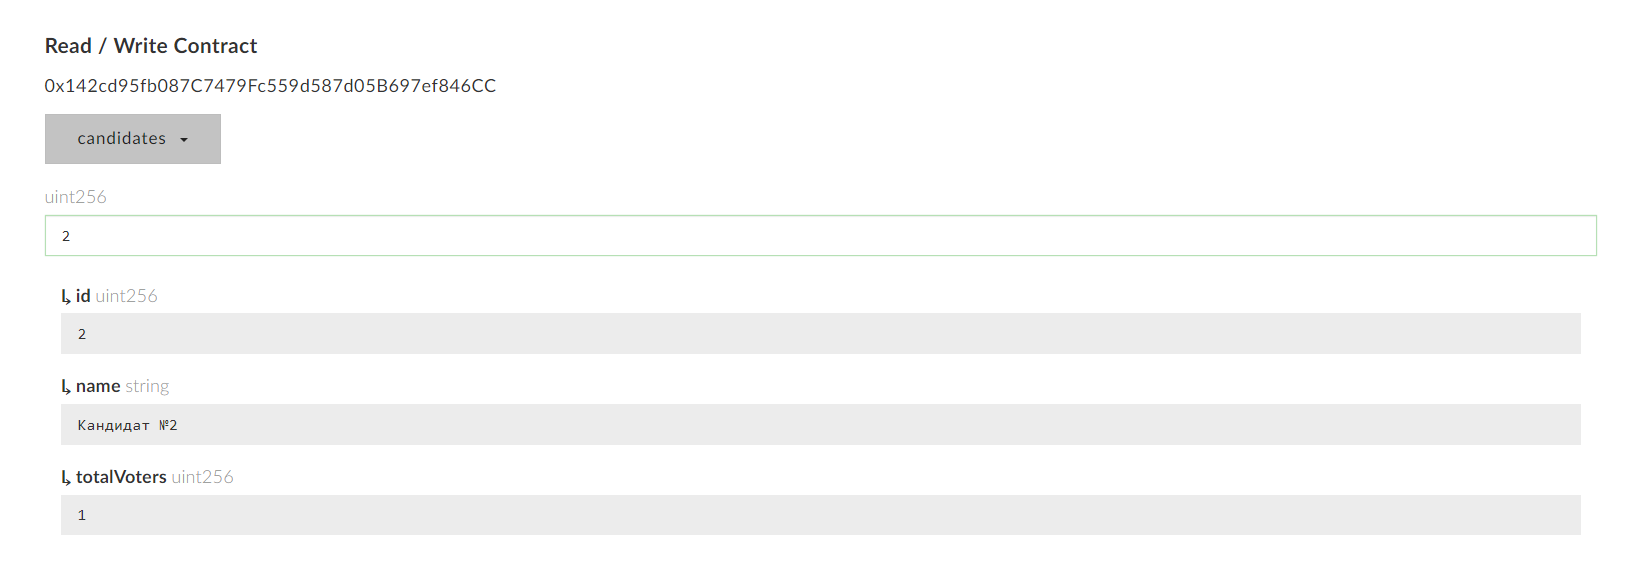 Read / Write Contract
0x142cd95fb087C7479Fc559d587d05B697ef846CC
candidates
uint256
2
↳ id uint256
2
↳ name string
Кандидат №2
↳ totalVoters uint256
1